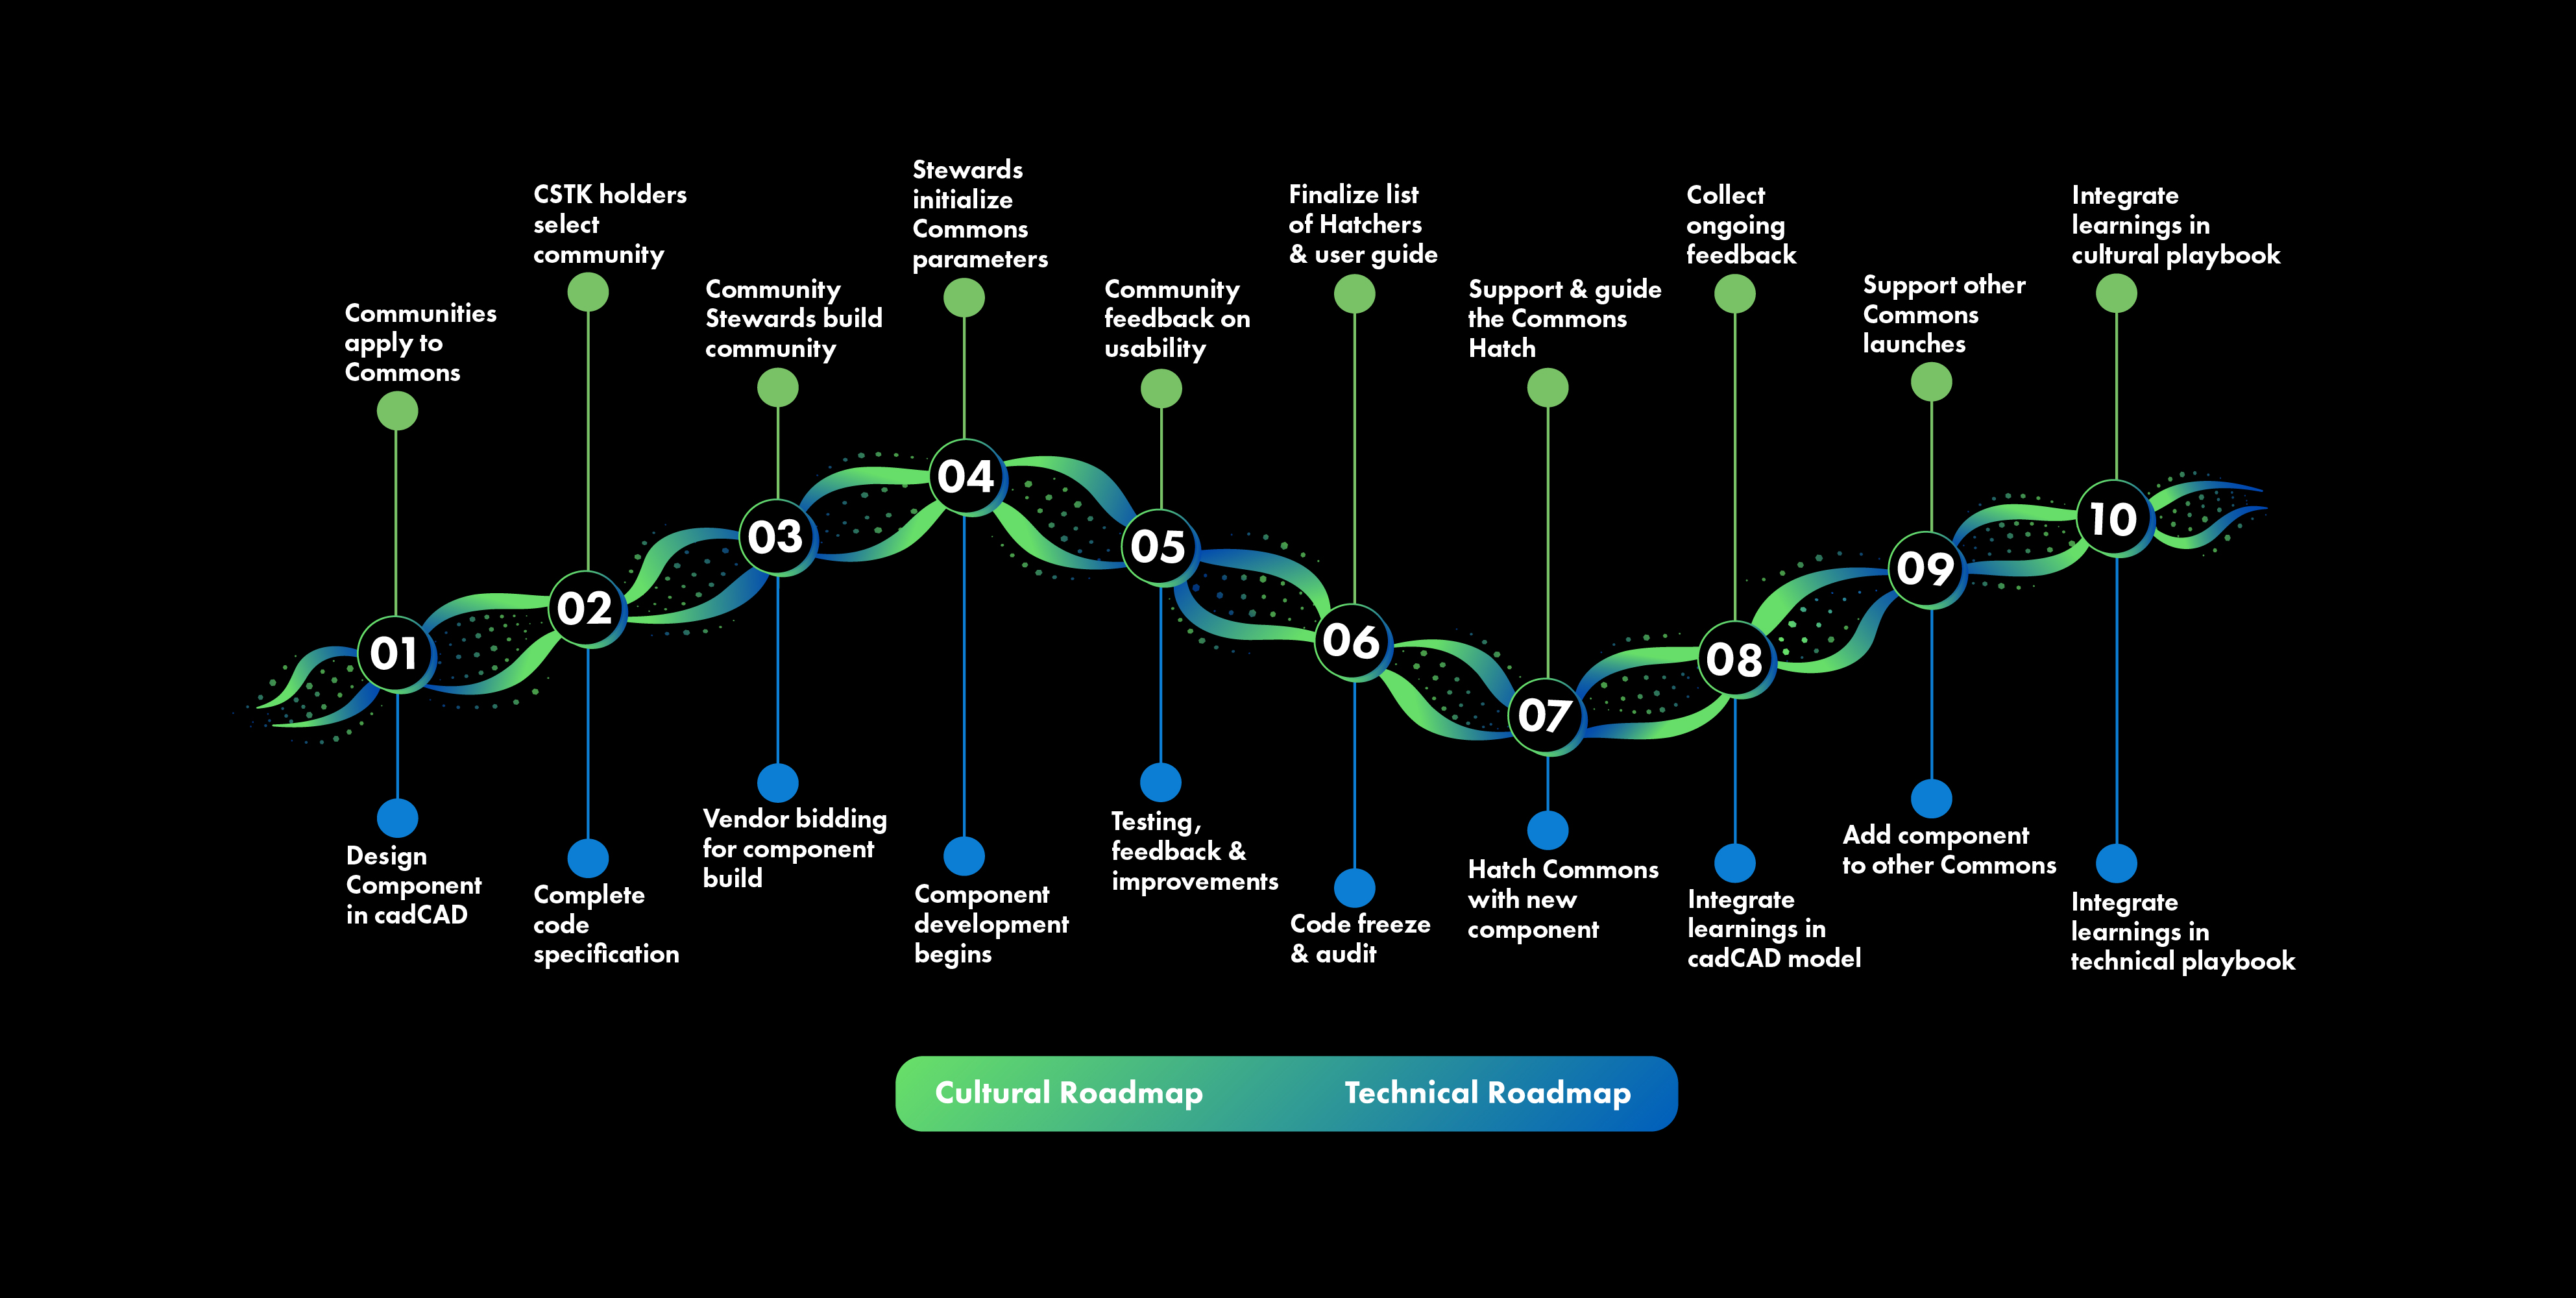 Communities
apply to
Commons
CSTK holders
select
community
Community
Stewards build
community
Stewards
initialize
Commons
parameters
Community
feedback on
usability
Finalize list
of Hatchers
& user guide
Support & guide
the Commons
Hatch
Collect
ongoing
feedback
Support other
Commons
launches
Integrate
learnings in
cultural playbook
01
02
03
04
05
06
07
08
09
10
Design
Component
in cadCAD
Complete
code
specification
Vendor bidding
for component
build
Component
development
begins
Testing,
feedback &
improvements
Code freeze
& audit
Hatch Commons
with new
component
Integrate
learnings in
cadCAD model
Add component
to other Commons
Integrate
learnings in
technical playbook
Cultural Roadmap
Technical Roadmap